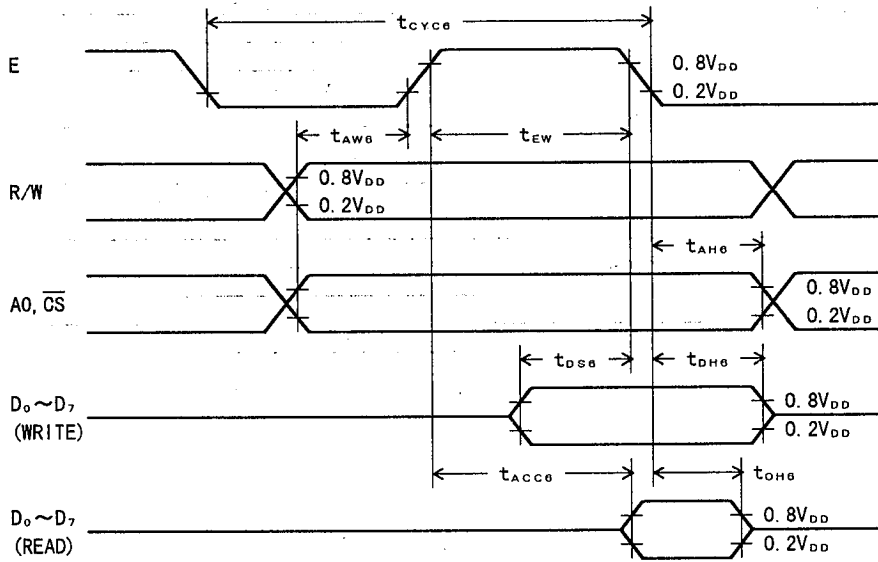 tCYC6
E
0.8VDD
0.2VDD
tAW6
tEW
R/W
0.8VDD
0.2VDD
tAH6
A0, C̅S̅
0.8VDD
0.2VDD
tDS6
tDH6
D0~D7
(WRITE)
0.8VDD
0.2VDD
tACC6
tOH6
D0~D7
(READ)
0.8VDD
0.2VDD